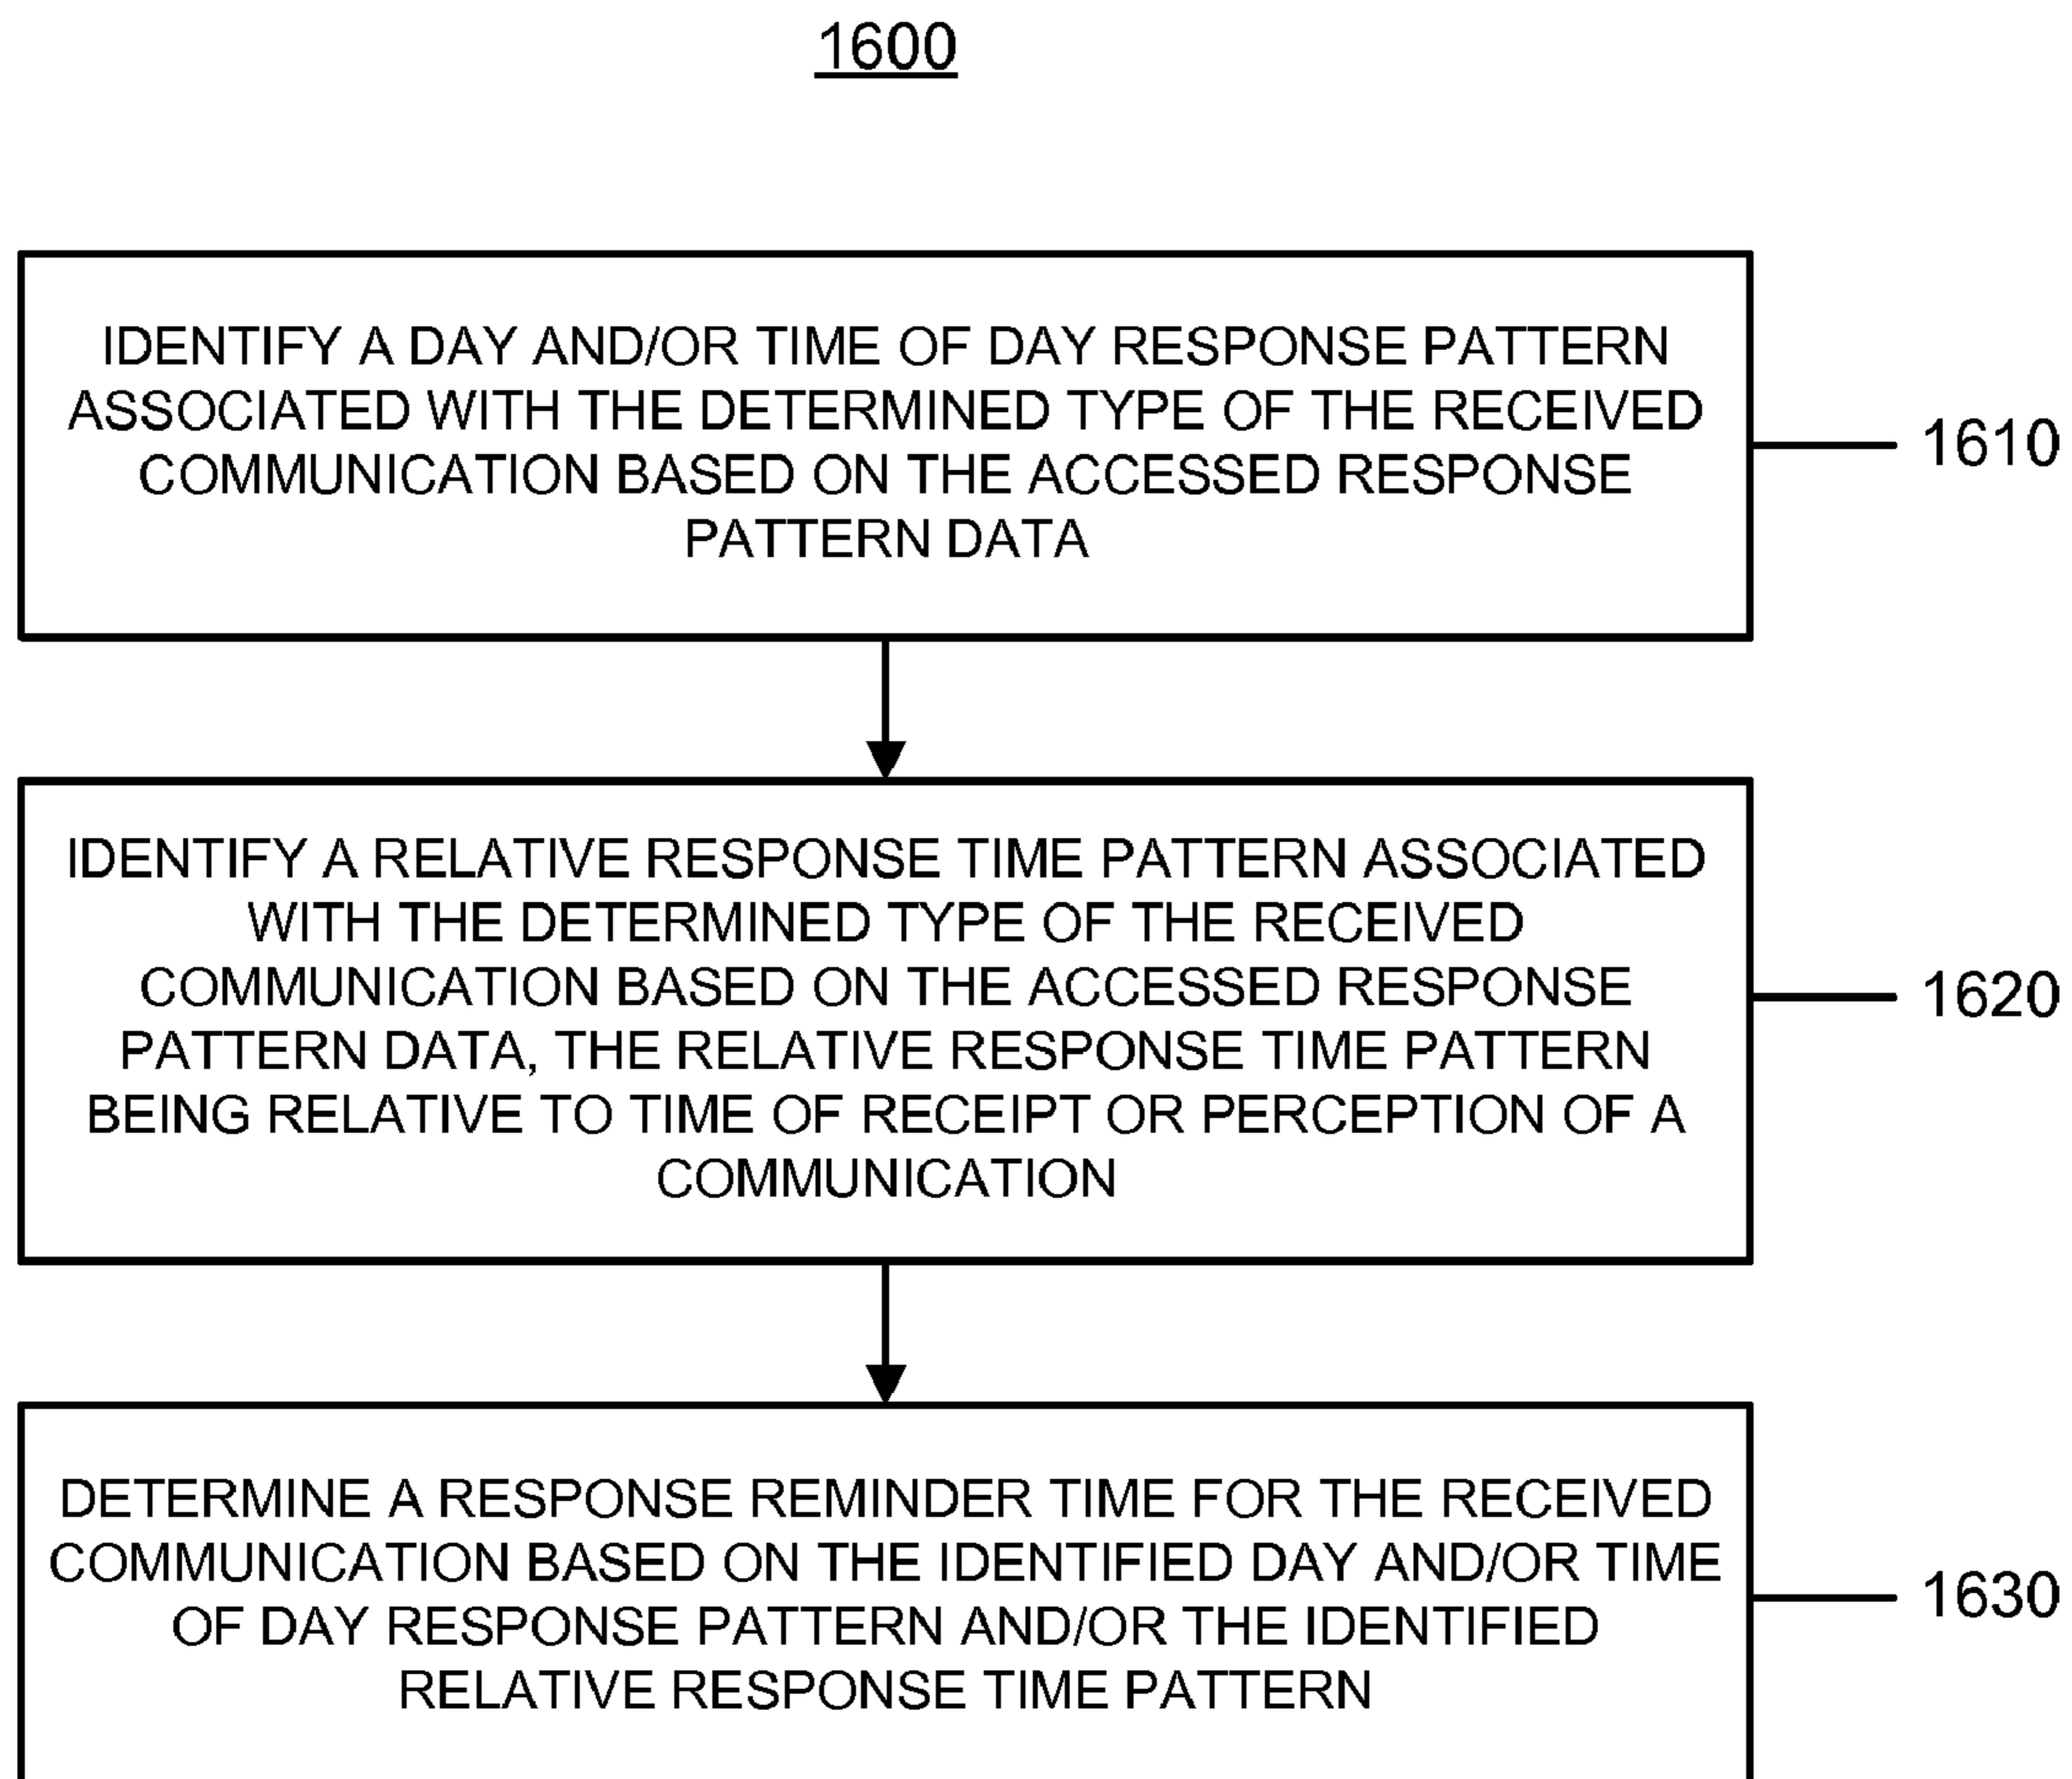 1600
IDENTIFY A DAY AND/OR TIME OF DAY RESPONSE PATTERN
ASSOCIATED WITH THE DETERMINED TYPE OF THE RECEIVED
COMMUNICATION BASED ON THE ACCESSED RESPONSE
PATTERN DATA
1610
IDENTIFY A RELATIVE RESPONSE TIME PATTERN ASSOCIATED
WITH THE DETERMINED TYPE OF THE RECEIVED
COMMUNICATION BASED ON THE ACCESSED RESPONSE
PATTERN DATA, THE RELATIVE RESPONSE TIME PATTERN
BEING RELATIVE TO TIME OF RECEIPT OR PERCEPTION OF A
COMMUNICATION
1620
DETERMINE A RESPONSE REMINDER TIME FOR THE RECEIVED
COMMUNICATION BASED ON THE IDENTIFIED DAY AND/OR TIME
OF DAY RESPONSE PATTERN AND/OR THE IDENTIFIED
RELATIVE RESPONSE TIME PATTERN
1630